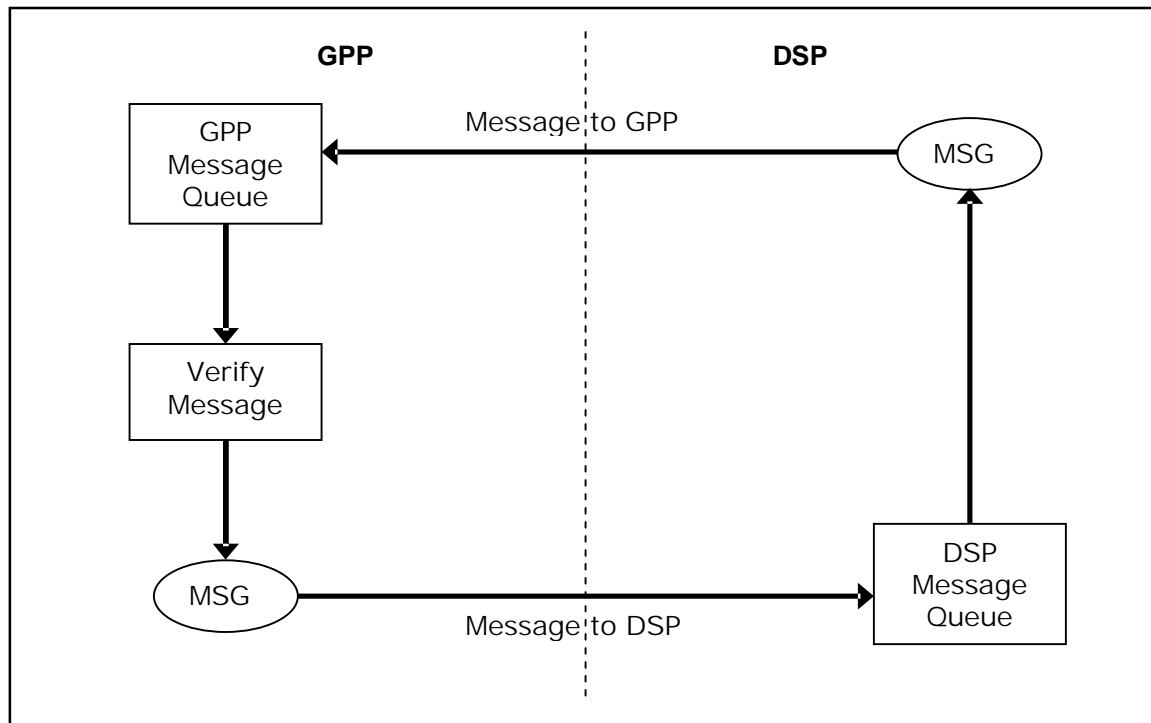 GPP
DSP
Message to GPP
GPP
Message
Queue
MSG
Verify
Message
MSG
Message to DSP
DSP
Message
Queue